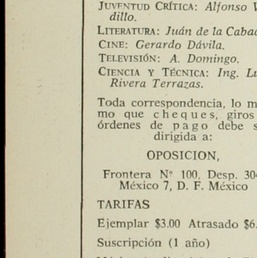 JUVENTUD CRÍTICA: Alfonso
dillo.
LITERATURA: Juán de la
CINE: Gerardo Dávila.
TELEVISIÓN: A. Domingo.
CIENCIA Y TÉCNICA: Ing.
Rivera Terrazas.
Toda correspondencia, lo
mo que cheques, giros
órdenes de pago debe
dirigida a:
OPOSICION,
Frontera Nº 100, Desp.
México 7, D. F. México
TARIFAS
Ejemplar $3.00 Atrasado
Suscripción (1 año)